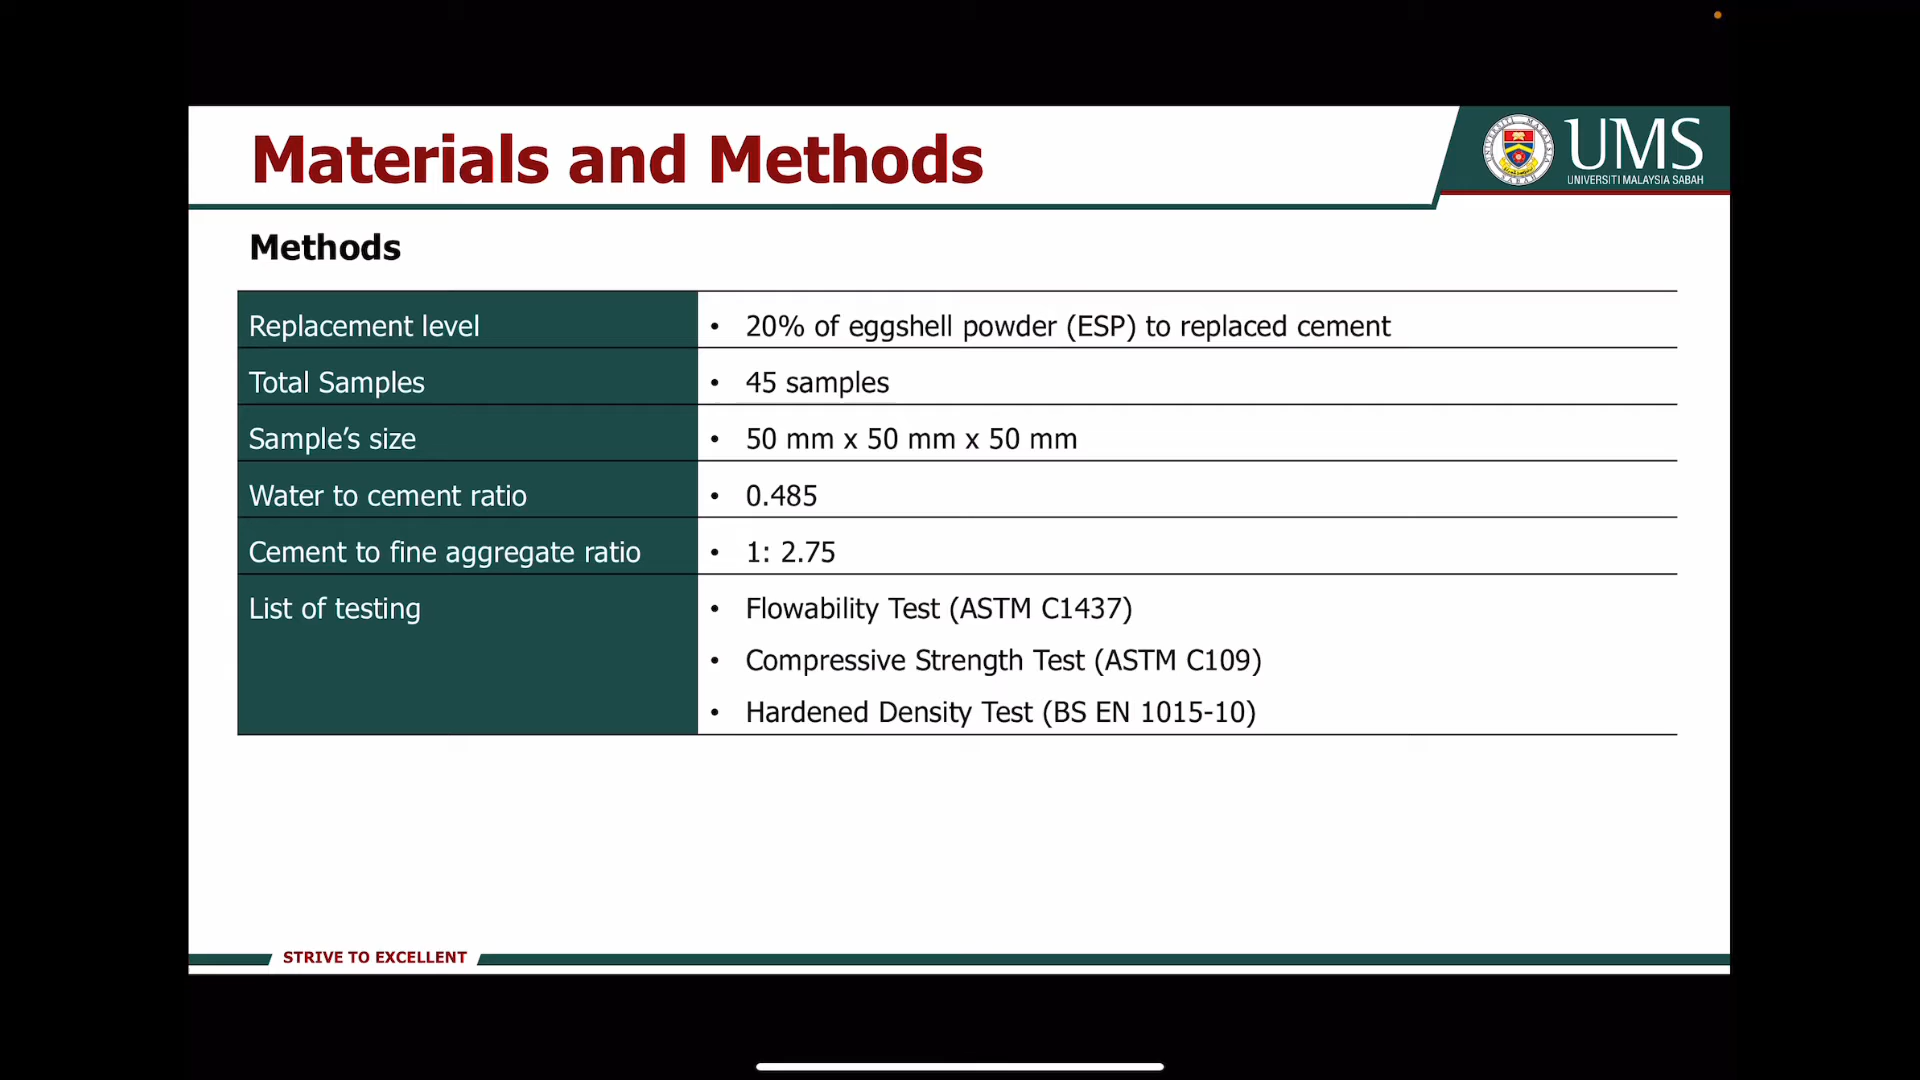 Materials and Methods
UMS
UNIVERSITI MALAYSIA SABAH
Methods
Replacement level
• 20% of eggshell powder (ESP) to replaced cement
Total Samples
• 45 samples
Sample’s size
• 50 mm x 50 mm x 50 mm
Water to cement ratio
• 0.485
Cement to fine aggregate ratio
• 1: 2.75
List of testing
• Flowability Test (ASTM C1437)
• Compressive Strength Test (ASTM C109)
• Hardened Density Test (BS EN 1015-10)
STRIVE TO EXCELLENT